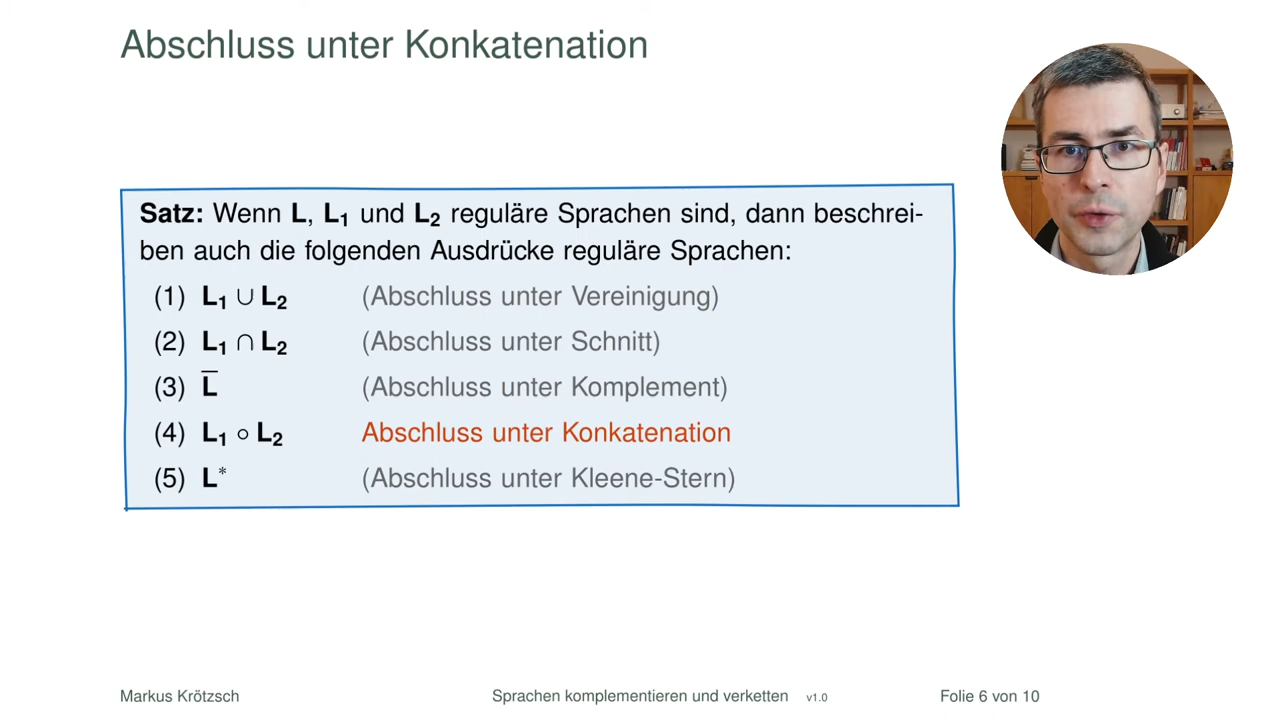 Abschluss unter Konkatenation
Satz: Wenn L, L₁ und L₂ reguläre Sprachen sind, dann beschrei-
ben auch die folgenden Ausdrücke reguläre Sprachen:
(1) L₁ ∪ L₂ (Abschluss unter Vereinigung)
(2) L₁ ∩ L₂ (Abschluss unter Schnitt)
(3) L̅ (Abschluss unter Komplement)
(4) L₁ ∘ L₂ Abschluss unter Konkatenation
(5) L* (Abschluss unter Kleene-Stern)
Markus Krötzsch Sprachen komplementieren und verketten v1.0 Folie 6 von 10